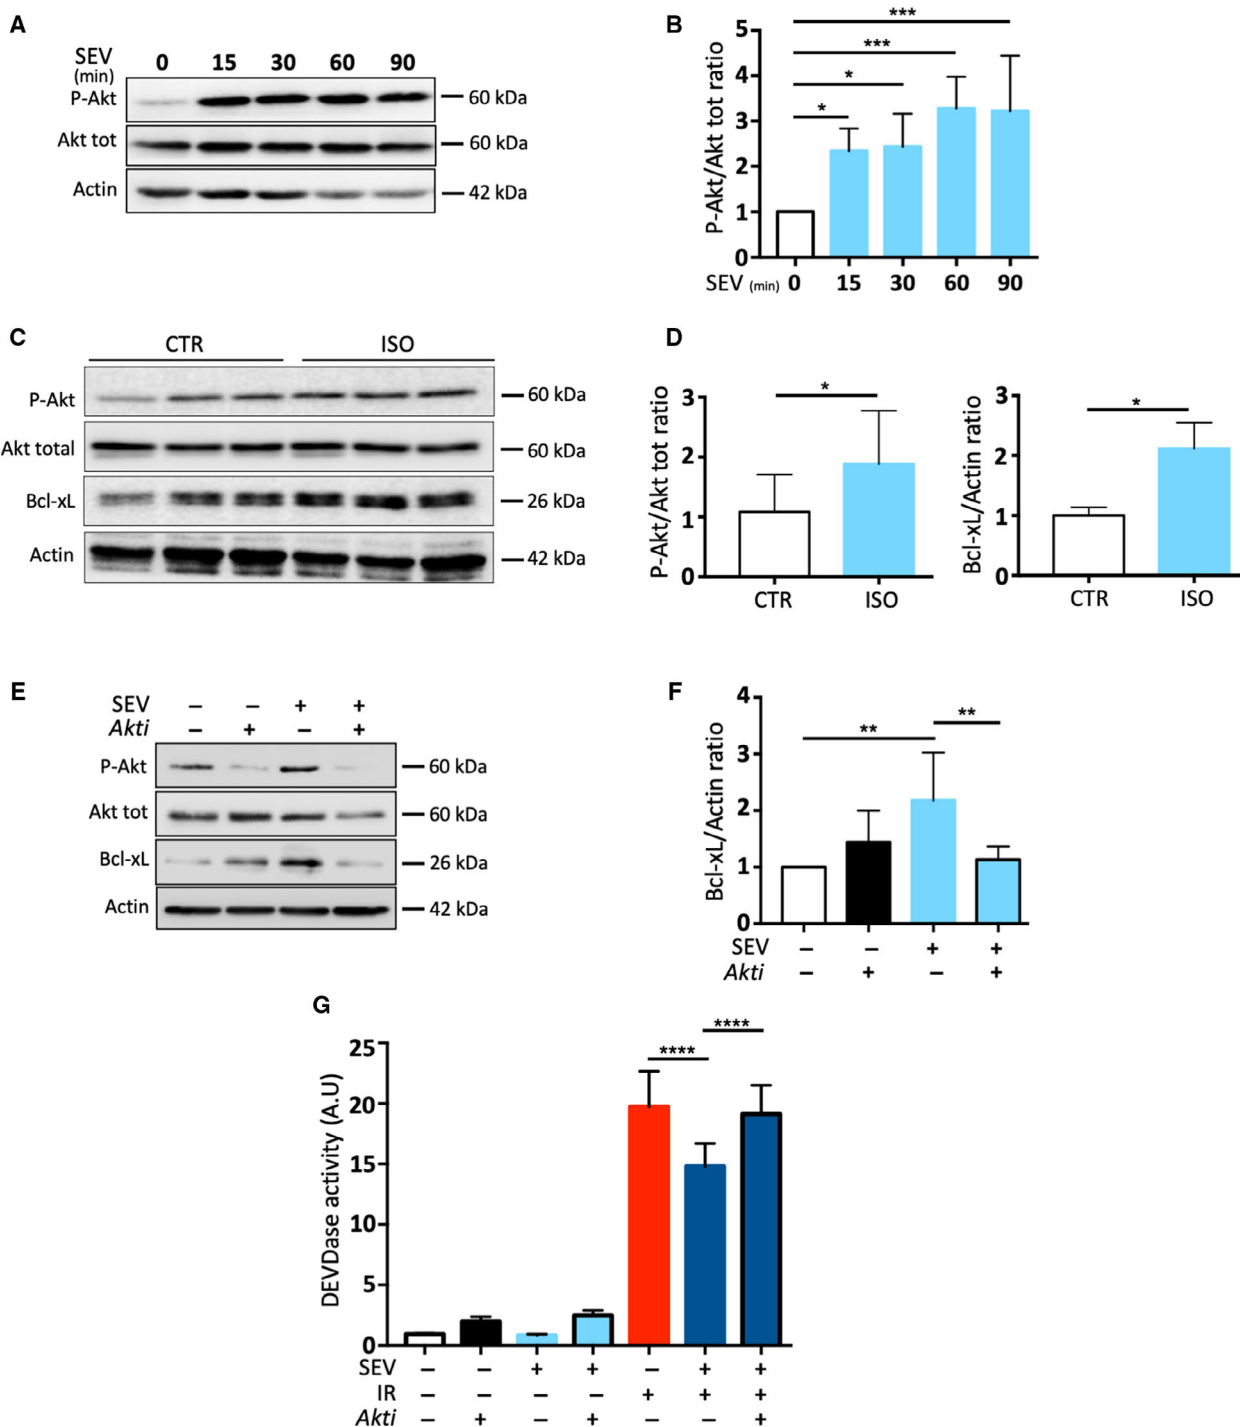 A
SEV (min) 0 15 30 60 90
P-Akt 60 kDa
Akt tot 60 kDa
Actin 42 kDa
B
P-Akt/Akt tot ratio
5
4
3
2
1
0
*** 
***
*
*
SEV (min) 0 15 30 60 90
C
CTR ISO
P-Akt 60 kDa
Akt total 60 kDa
Bcl-xL 26 kDa
Actin 42 kDa
D
P-Akt/Akt tot ratio
3
2
1
0
*
CTR ISO
Bcl-xL/Actin ratio
3
2
1
0
*
CTR ISO
E
SEV – – + +
Akti – + – +
P-Akt 60 kDa
Akt tot 60 kDa
Bcl-xL 26 kDa
Actin 42 kDa
F
Bcl-xL/Actin ratio
4
3
2
1
0
**
**
SEV – – + +
Akti – + – +
G
DEVDase activity (A.U)
25
20
15
10
5
0
****
****
SEV – – + + – + +
IR – – – – + + +
Akti – + – + – – +